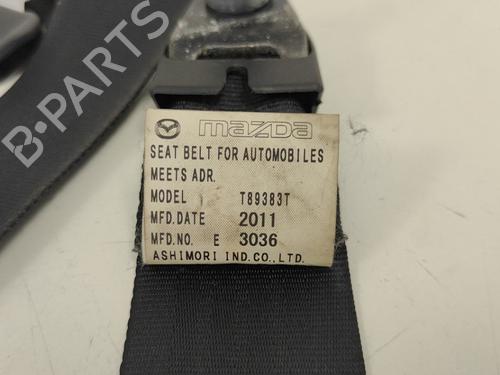 mazda
SEAT BELT FOR AUTOMOBILES
MEETS ADR.
MODEL T89383T
MFD.DATE 2011
MFD.NO. E 3036
ASHIMORI IND.CO.,LTD.
B-PARTS